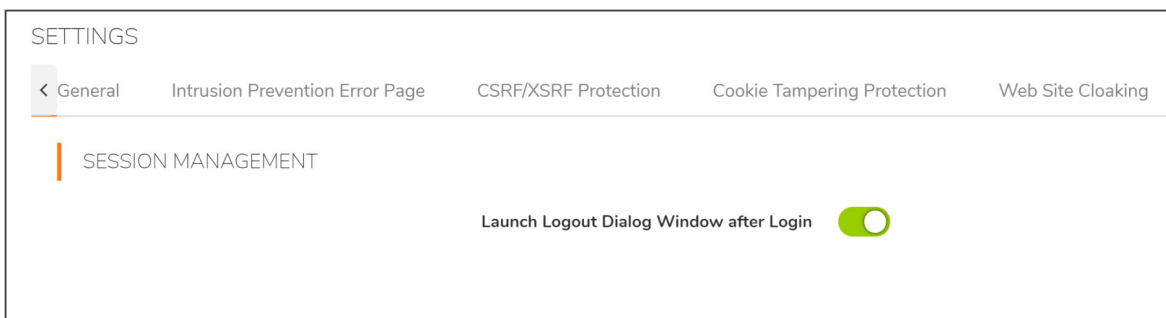 SETTINGS
General Intrusion Prevention Error Page CSRF/XSRF Protection Cookie Tampering Protection Web Site Cloaking
SESSION MANAGEMENT
Launch Logout Dialog Window after Login